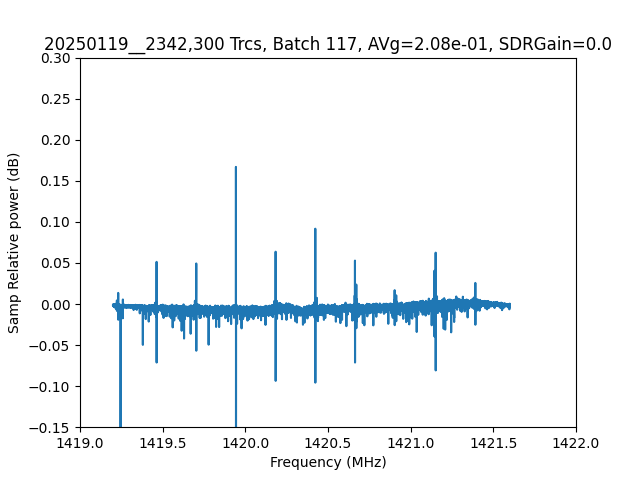 20250119__2342,300 Trcs, Batch 117, AVg=2.08e-01, SDRGain=0.0
0.30
0.25
0.20
0.15
0.10
0.05
0.00
−0.05
−0.10
−0.15
Samp Relative power (dB)
1419.0 1419.5 1420.0 1420.5 1421.0 1421.5 1422.0
Frequency (MHz)